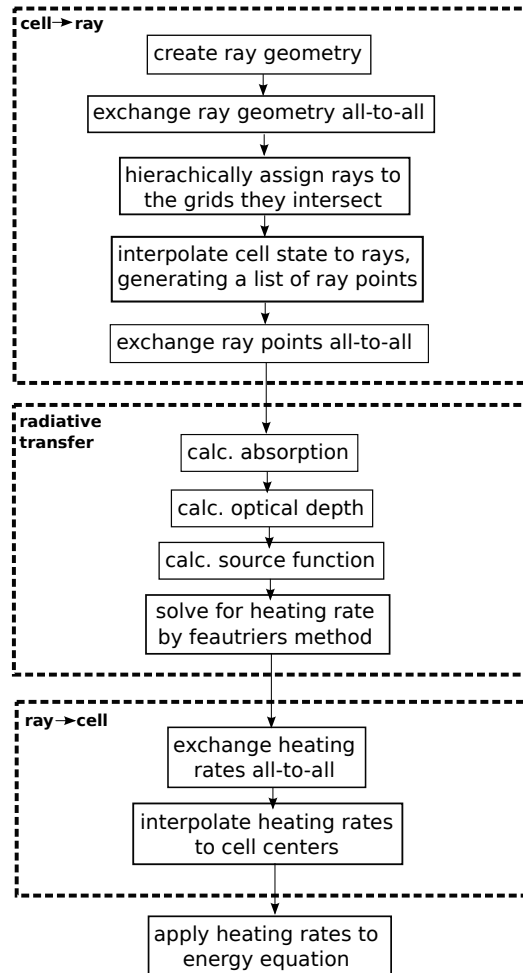 cell→ray
create ray geometry
exchange ray geometry all-to-all
hierachically assign rays to
the grids they intersect
interpolate cell state to rays,
generating a list of ray points
exchange ray points all-to-all
radiative
transfer
calc. absorption
calc. optical depth
calc. source function
solve for heating rate
by feautriers method
ray→cell
exchange heating
rates all-to-all
interpolate heating rates
to cell centers
apply heating rates to
energy equation